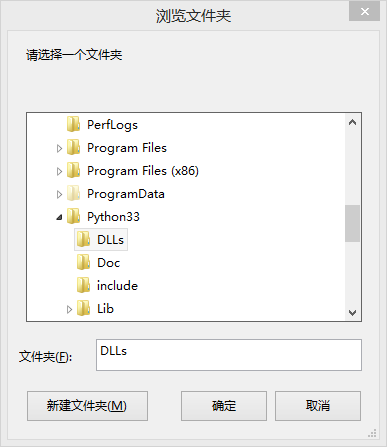 浏览文件夹
请选择一个文件夹
PerfLogs
Program Files
Program Files (x86)
ProgramData
Python33
DLLs
Doc
include
Lib
文件夹(F): DLLs
新建文件夹(M) 确定 取消